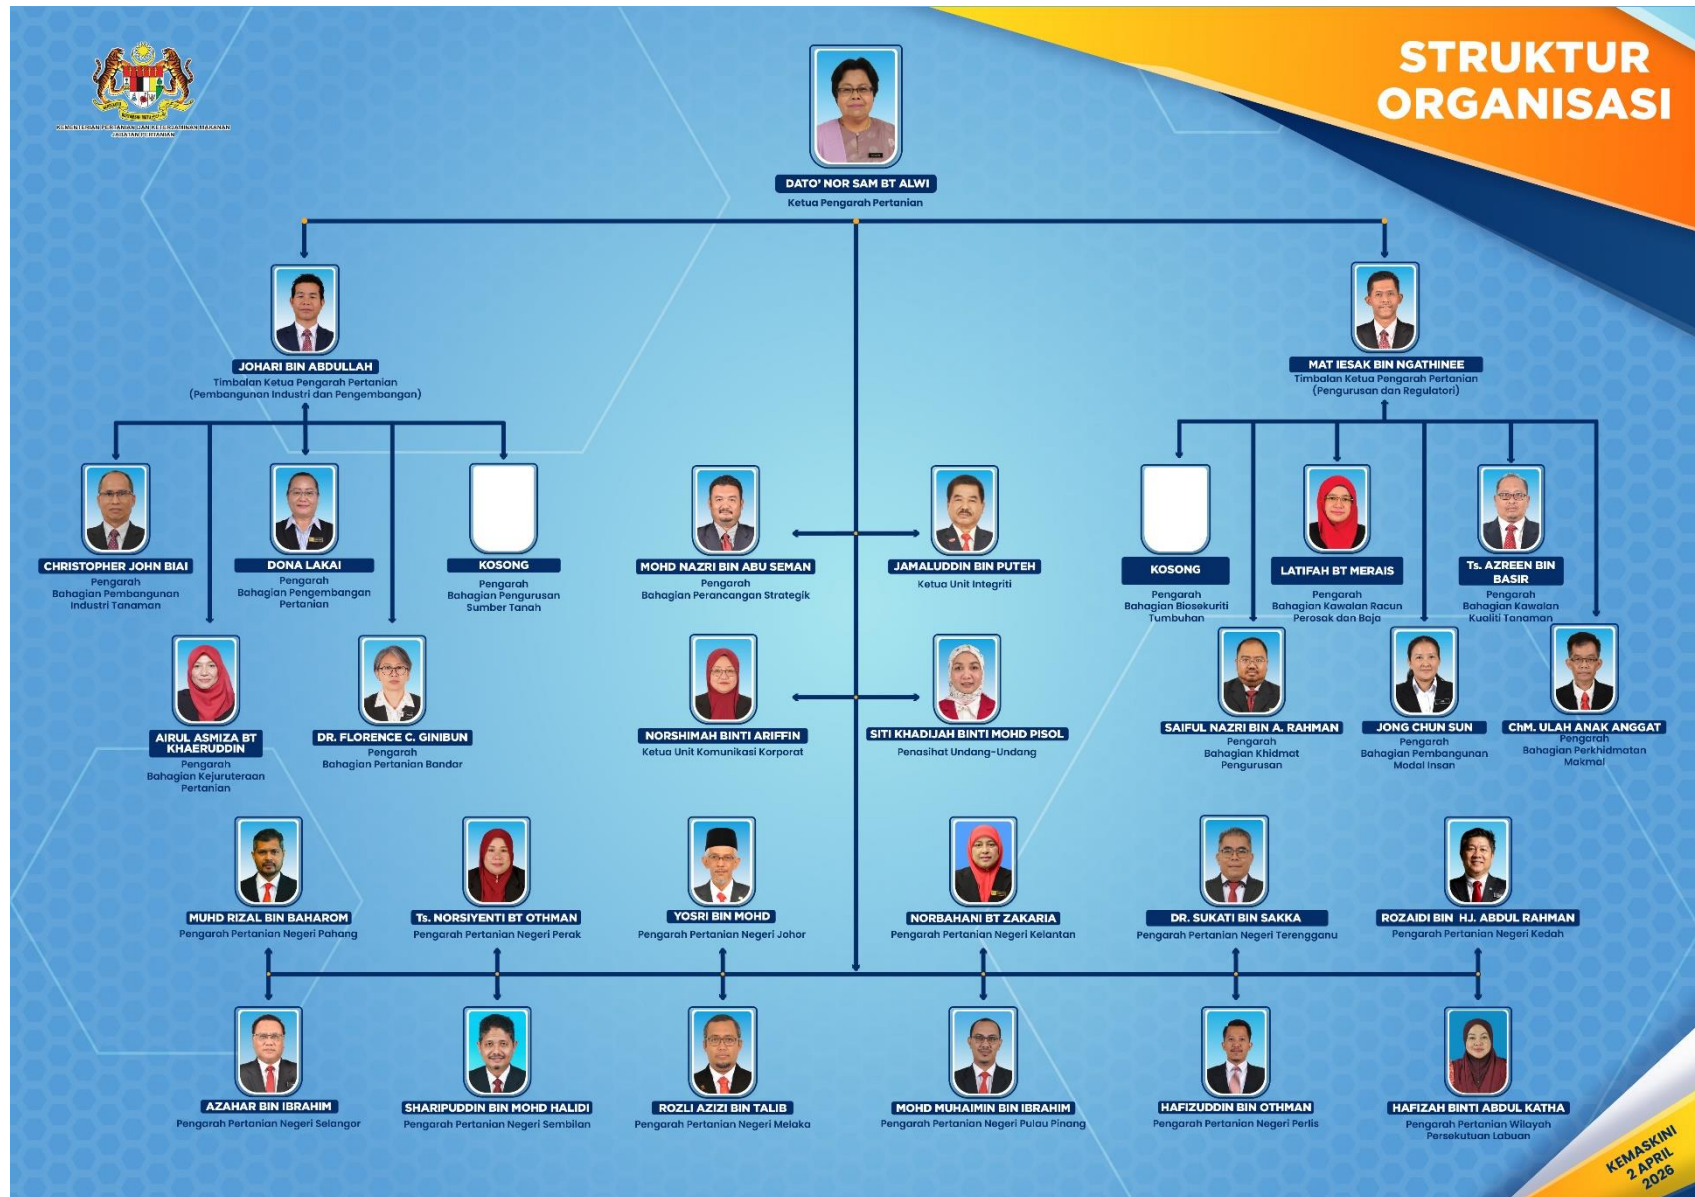 STRUKTUR
ORGANISASI
KEMENTERIAN PERTANIAN DAN KETERJAMINAN MAKANAN
JABATAN PERTANIAN
DATO' NOR SAM BT ALWI
Ketua Pengarah Pertanian
JOHARI BIN ABDULLAH
Timbalan Ketua Pengarah Pertanian
(Pembangunan Industri dan Pengembangan)
MAT IESAK BIN NGATHINEE
Timbalan Ketua Pengarah Pertanian
(Pengurusan dan Regulatori)
CHRISTOPHER JOHN BIAI
Pengarah
Bahagian Pembangunan
Industri Tanaman
DONA LAKAI
Pengarah
Bahagian Pengembangan
Pertanian
KOSONG
Pengarah
Bahagian Pengurusan
Sumber Tanah
MOHD NAZRI BIN ABU SEMAN
Pengarah
Bahagian Perancangan Strategik
JAMALUDDIN BIN PUTEH
Ketua Unit Integriti
KOSONG
Pengarah
Bahagian Biosekuriti
Tumbuhan
LATIFAH BT MERAIS
Pengarah
Bahagian Kawalan Racun
Perosak dan Baja
Ts. AZREEN BIN
BASIR
Pengarah
Bahagian Kawalan
Kualiti Tanaman
AIRUL ASMIZA BT
KHAERUDDIN
Pengarah
Bahagian Kejuruteraan
Pertanian
DR. FLORENCE C. GINIBUN
Pengarah
Bahagian Pertanian Bandar
NORSHIMAH BINTI ARIFFIN
Ketua Unit Komunikasi Korporat
SITI KHADIJAH BINTI MOHD PISOL
Penasihat Undang-Undang
SAIFUL NAZRI BIN A. RAHMAN
Pengarah
Bahagian Khidmat
Pengurusan
JONG CHUN SUN
Pengarah
Bahagian Pembangunan
Modal Insan
ChM. ULAH ANAK ANGGAT
Pengarah
Bahagian Perkhidmatan
Makmal
MUHD RIZAL BIN BAHAROM
Pengarah Pertanian Negeri Pahang
Ts. NORSIYENTI BT OTHMAN
Pengarah Pertanian Negeri Perak
YOSRI BIN MOHD
Pengarah Pertanian Negeri Johor
NORBAHANI BT ZAKARIA
Pengarah Pertanian Negeri Kelantan
DR. SUKATI BIN SAKKA
Pengarah Pertanian Negeri Terengganu
ROZAIDI BIN HJ. ABDUL RAHMAN
Pengarah Pertanian Negeri Kedah
AZAHAR BIN IBRAHIM
Pengarah Pertanian Negeri Selangor
SHARIPUDDIN BIN MOHD HALIDI
Pengarah Pertanian Negeri Sembilan
ROZLI AZIZI BIN TALIB
Pengarah Pertanian Negeri Melaka
MOHD MUHAIMIN BIN IBRAHIM
Pengarah Pertanian Negeri Pulau Pinang
HAFIZUDDIN BIN OTHMAN
Pengarah Pertanian Negeri Perlis
HAFIZAH BINTI ABDUL KATHA
Pengarah Pertanian Wilayah
Persekutuan Labuan
KEMASKINI
2 APRIL
2026